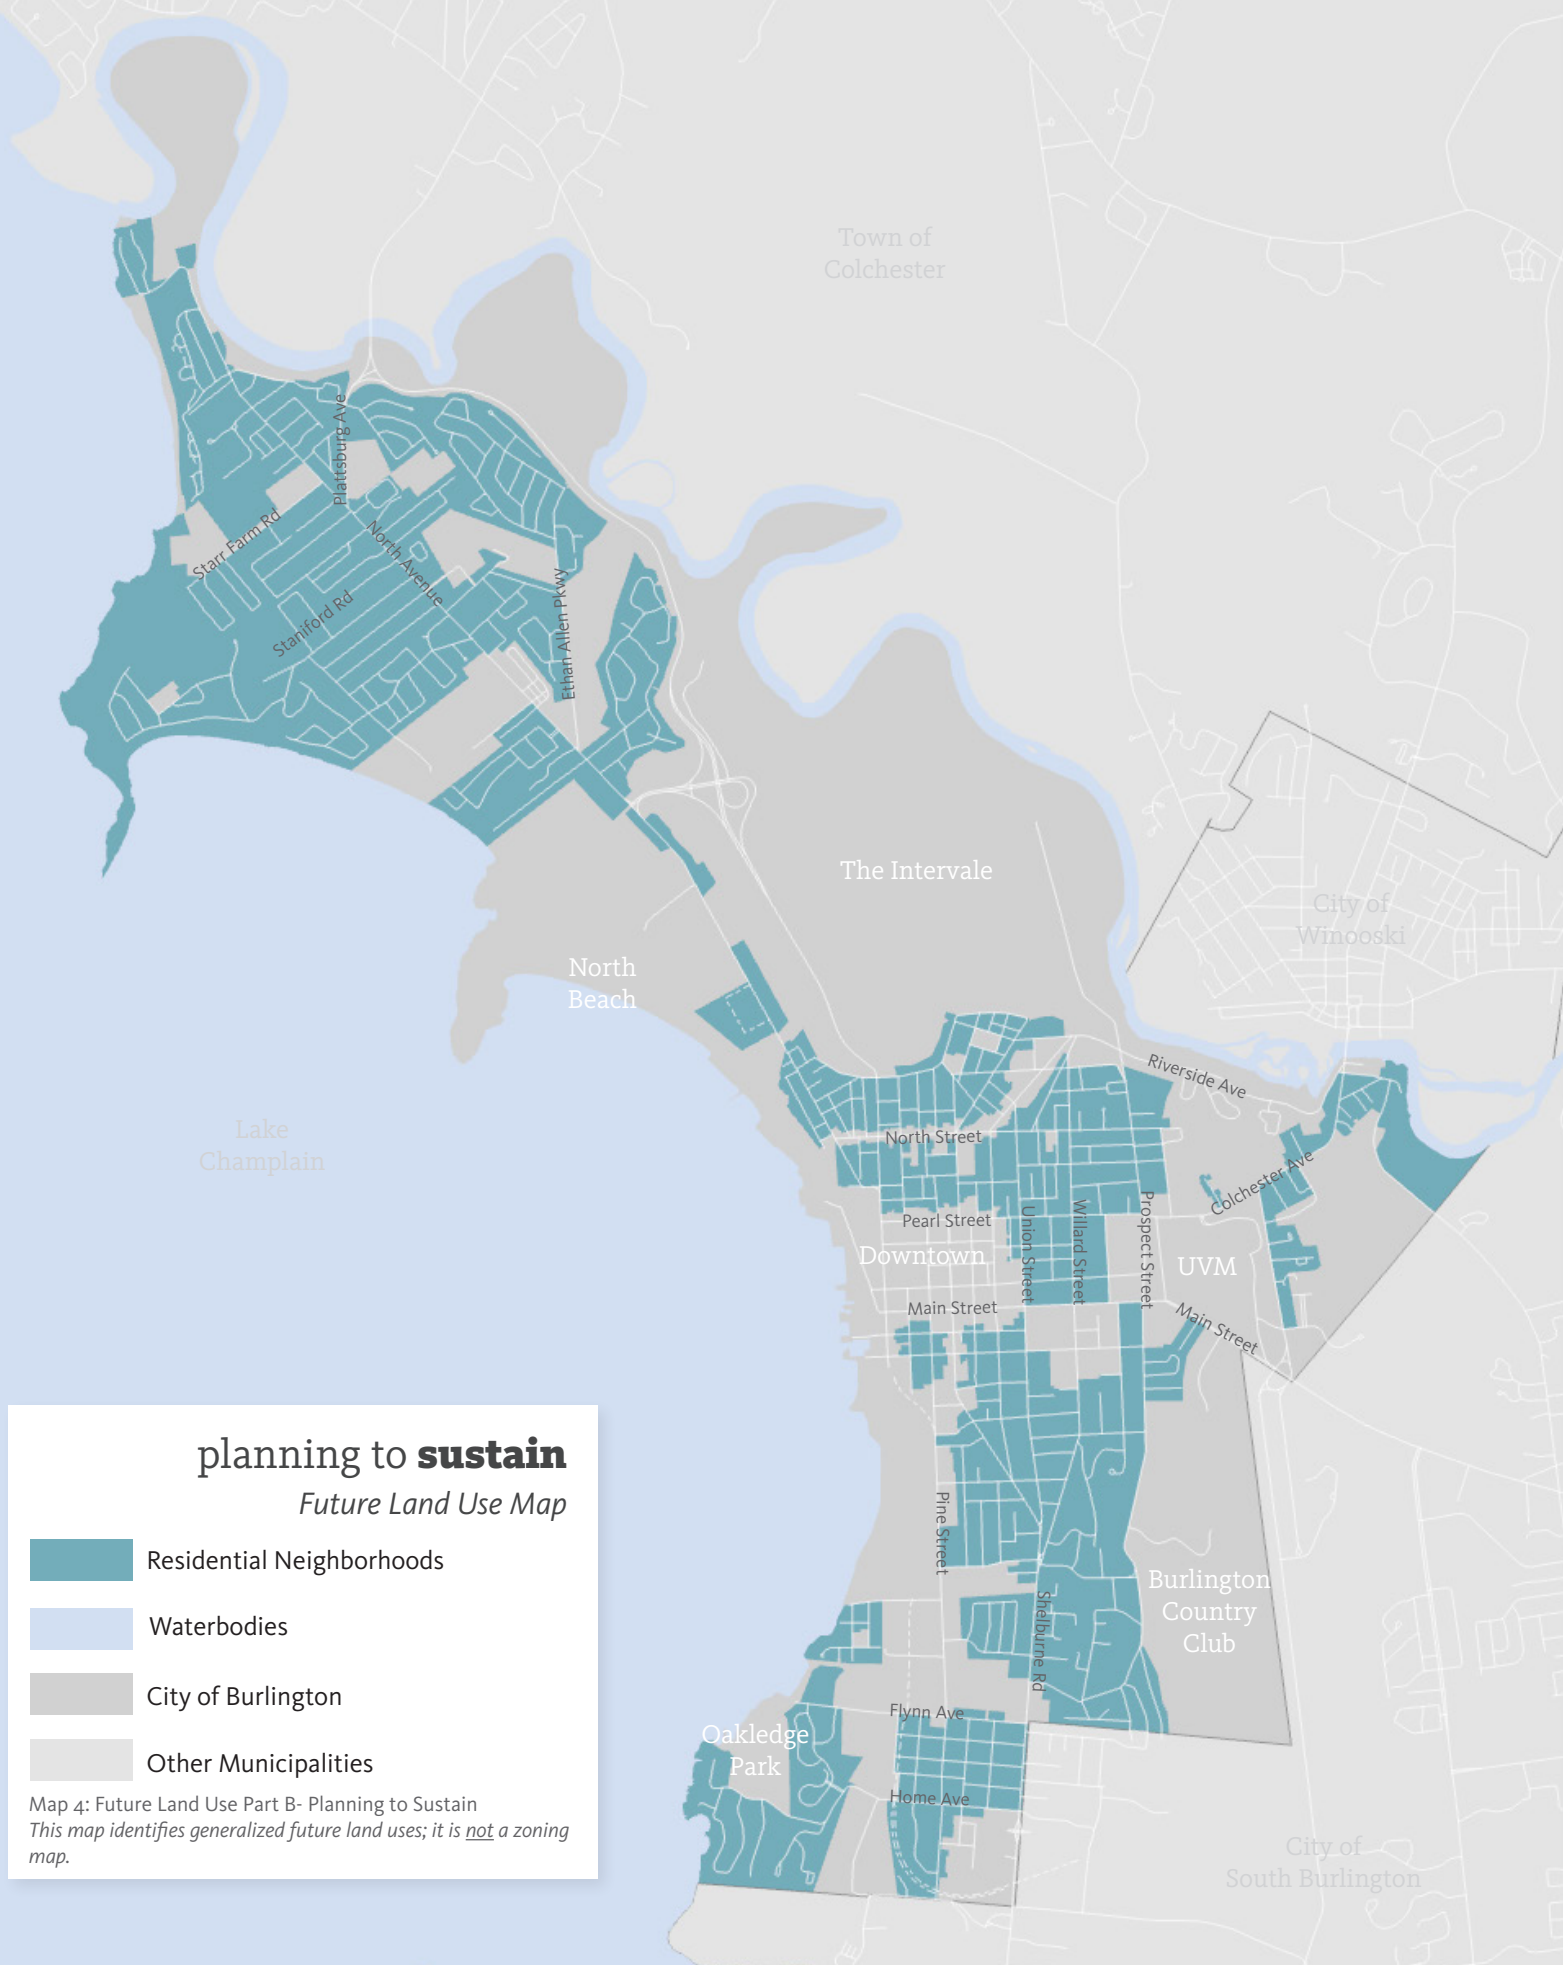 Town of
Colchester
Plattsburg Ave
Starr Farm Rd
North Avenue
Staniford Rd
Ethan Allen Pkwy
The Intervale
City of
Winooski
North
Beach
Riverside Ave
Lake
Champlain
North Street
Colchester Ave
Pearl Street
Union Street
Willard Street
Prospect Street
Downtown
UVM
Main Street
Main Street
planning to sustain
Future Land Use Map
Residential Neighborhoods
Waterbodies
City of Burlington
Other Municipalities
Map 4: Future Land Use Part B- Planning to Sustain
This map identifies generalized future land uses; it is not a zoning
map.
Pine Street
Shelburne Rd
Burlington
Country
Club
Flynn Ave
Oakledge
Park
Home Ave
City of
South Burlington